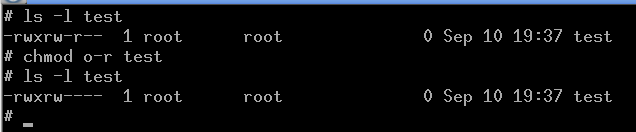 # ls -l test
-rwxrw-r-- 1 root root 0 Sep 10 19:37 test
# chmod o-r test
# ls -l test
-rwxrw---- 1 root root 0 Sep 10 19:37 test
# _